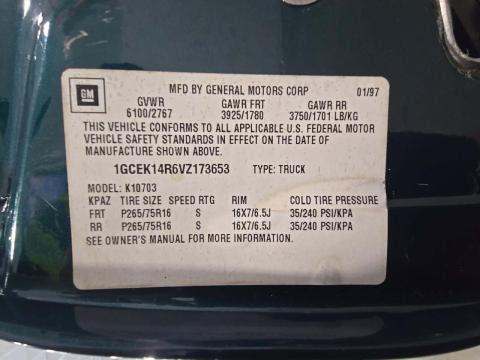 GM
MFD BY GENERAL MOTORS CORP 01/97
GVWR GAWR FRT GAWR RR
6100/2767 3925/1780 3750/1701 LB/KG
THIS VEHICLE CONFORMS TO ALL APPLICABLE U.S. FEDERAL MOTOR
VEHICLE SAFETY STANDARDS IN EFFECT ON THE DATE OF
MANUFACTURE SHOWN ABOVE.
1GCEK14R6VZ173653 TYPE: TRUCK
MODEL: K10703
KPAZ TIRE SIZE SPEED RTG RIM COLD TIRE PRESSURE
FRT P265/75R16 S 16X7/6.5J 35/240 PSI/KPA
RR P265/75R16 S 16X7/6.5J 35/240 PSI/KPA
SEE OWNER'S MANUAL FOR MORE INFORMATION.